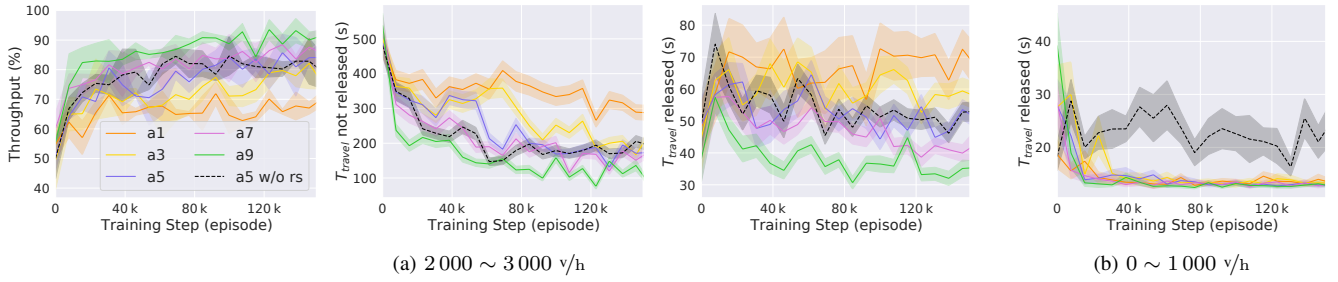 Throughput (%)
100
90
80
70
60
50
40
a1
a3
a5
a7
a9
a5 w/o rs
0
40 k
80 k
120 k
Training Step (episode)
T_travel not released (s)
500
400
300
200
100
0
40 k
80 k
120 k
Training Step (episode)
T_travel released (s)
80
70
60
50
40
30
0
40 k
80 k
120 k
Training Step (episode)
T_travel released (s)
40
30
20
0
40 k
80 k
120 k
Training Step (episode)
(a) 2 000 ∼ 3 000 v/h
(b) 0 ∼ 1 000 v/h